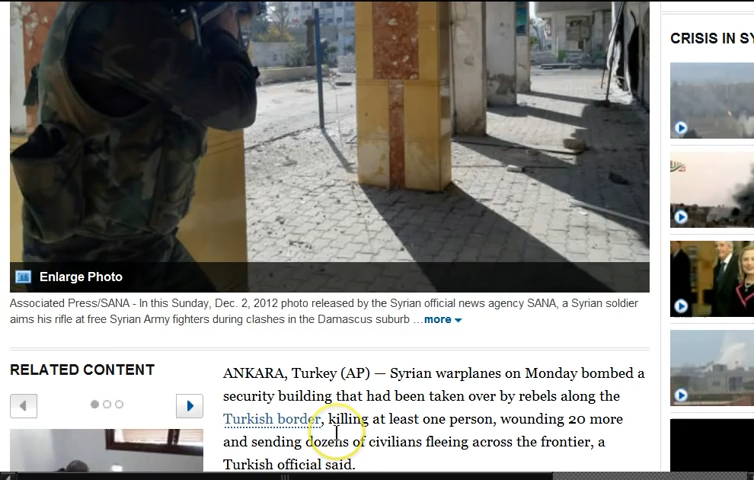 CRISIS IN SY
Enlarge Photo
Associated Press/SANA - In this Sunday, Dec. 2, 2012 photo released by the Syrian official news agency SANA, a Syrian soldier
aims his rifle at free Syrian Army fighters during clashes in the Damascus suburb ...more
RELATED CONTENT
ANKARA, Turkey (AP) — Syrian warplanes on Monday bombed a
security building that had been taken over by rebels along the
Turkish border, killing at least one person, wounding 20 more
and sending dozens of civilians fleeing across the frontier, a
Turkish official said.